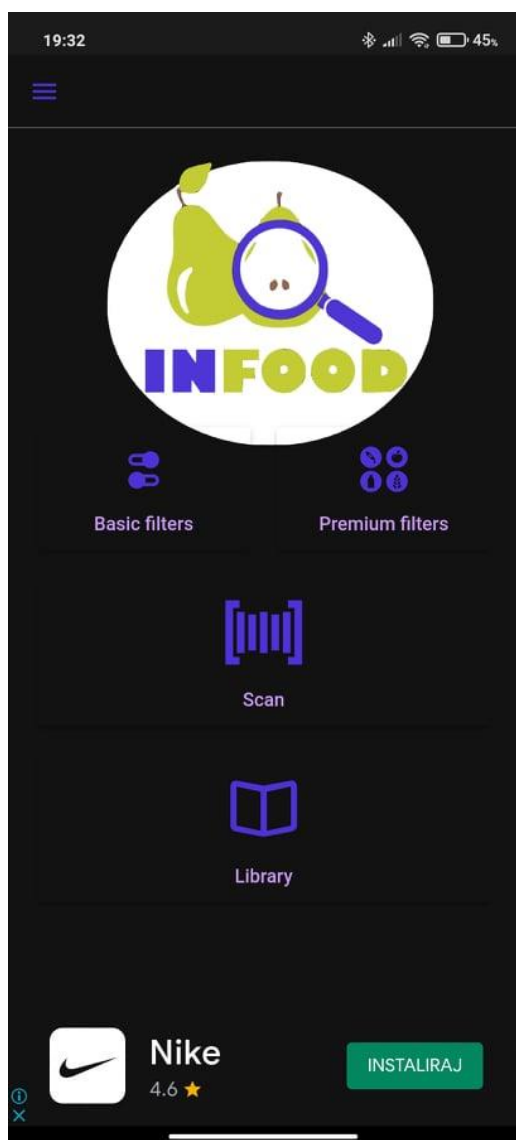 19:32
45%
INFOOD
Basic filters
Premium filters
Scan
Library
Nike
4.6
INSTALIRAJ